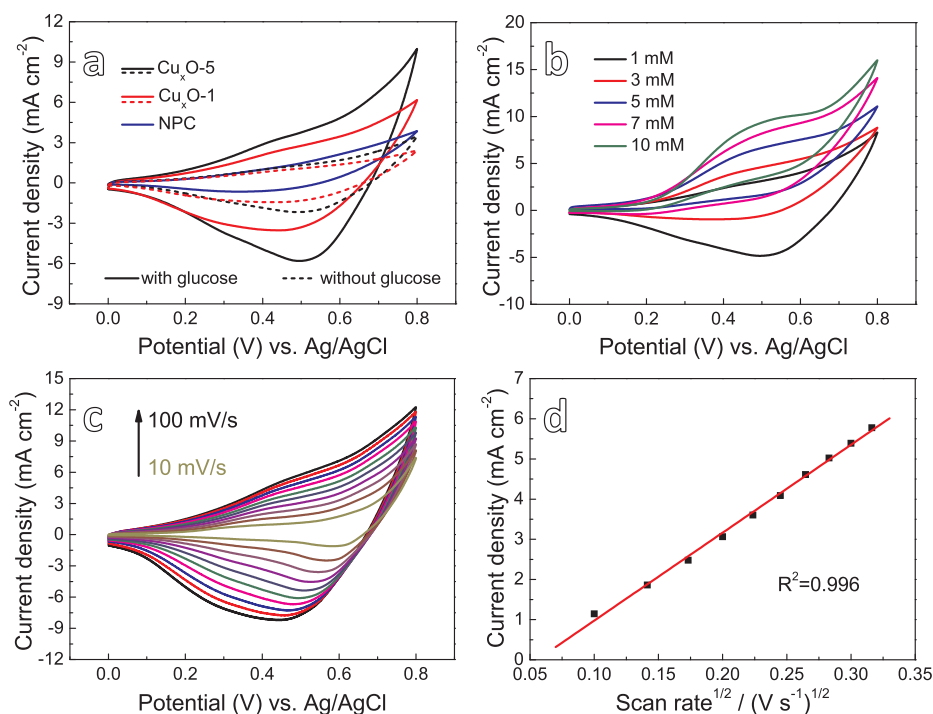 a
Cu_xO-5
Cu_xO-1
NPC
with glucose
without glucose
12
9
6
3
0
-3
-6
-9
0.0 0.2 0.4 0.6 0.8
Current density (mA cm^-2)
Potential (V) vs. Ag/AgCl
b
1 mM
3 mM
5 mM
7 mM
10 mM
20
15
10
5
0
-5
-10
0.0 0.2 0.4 0.6 0.8
Current density (mA cm^-2)
Potential (V) vs. Ag/AgCl
c
100 mV/s
10 mV/s
15
12
9
6
3
0
-3
-6
-9
-12
0.0 0.2 0.4 0.6 0.8
Current density (mA cm^-2)
Potential (V) vs. Ag/AgCl
d
R^2=0.996
7
6
5
4
3
2
1
0
0.05 0.10 0.15 0.20 0.25 0.30 0.35
Current density (mA cm^-2)
Scan rate^1/2 / (V s^-1)^1/2